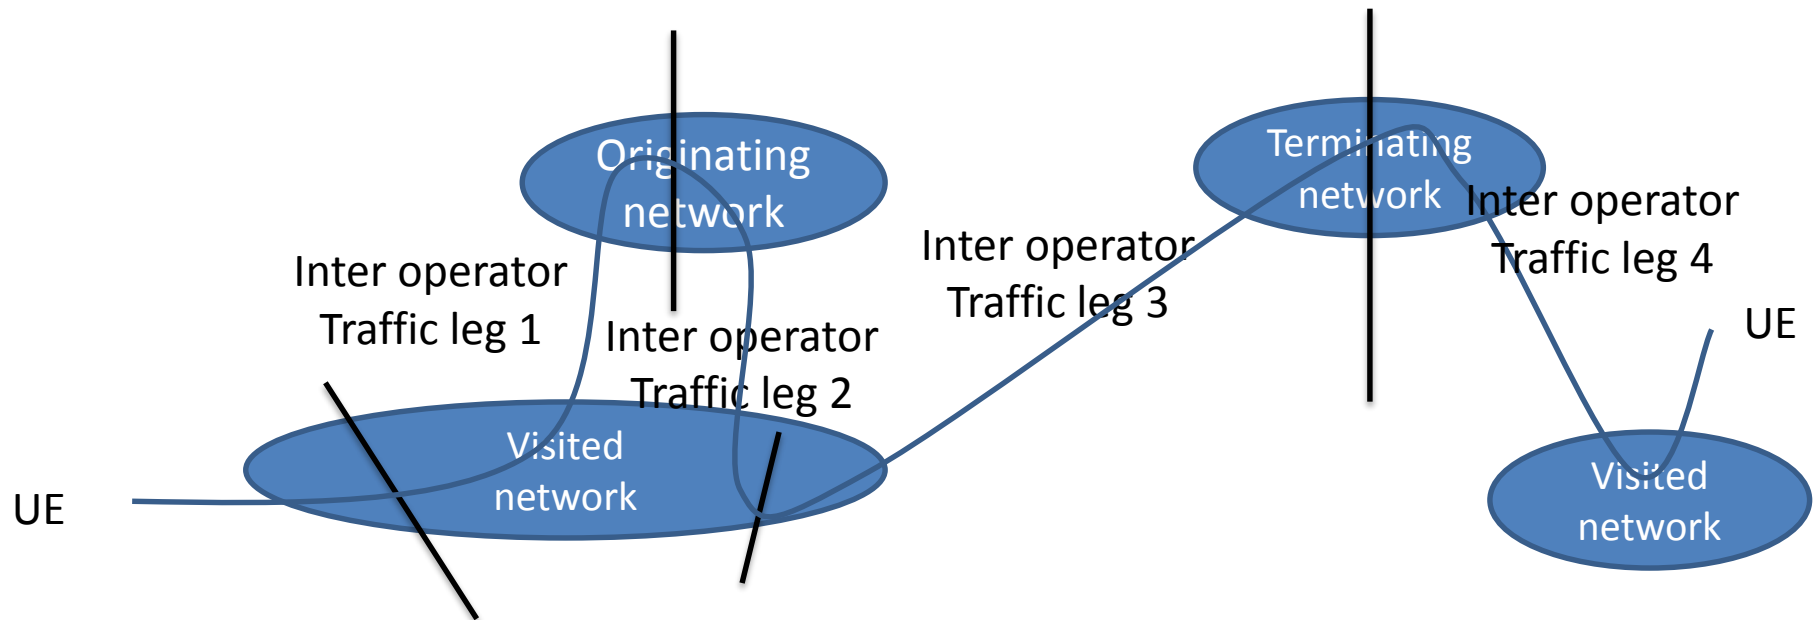 Originating
network
Terminating
network
Inter operator
Traffic leg 1
Inter operator
Traffic leg 2
Inter operator
Traffic leg 3
Inter operator
Traffic leg 4
UE
Visited
network
UE
Visited
network